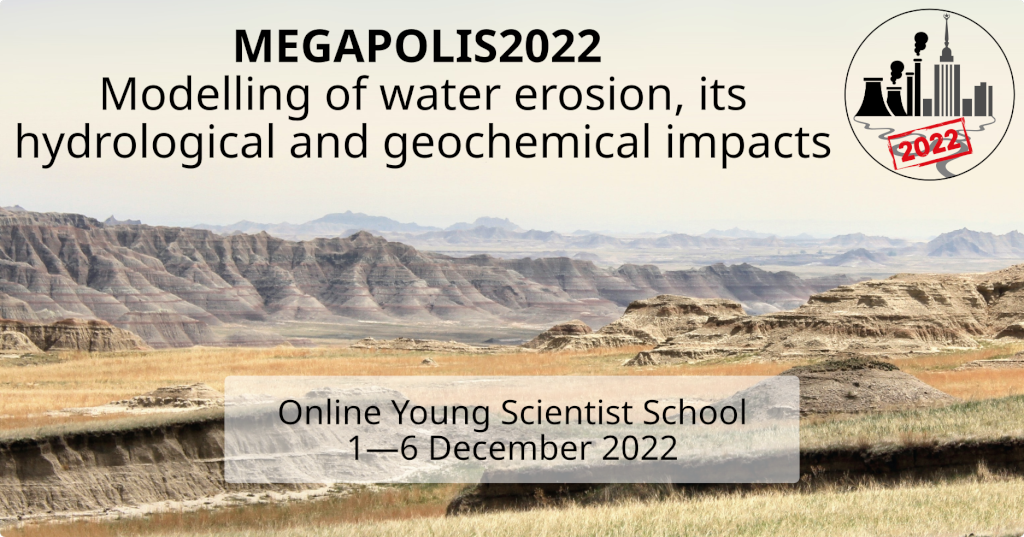 MEGAPOLIS2022
Modelling of water erosion, its
hydrological and geochemical impacts
2022
Online Young Scientist School
1—6 December 2022